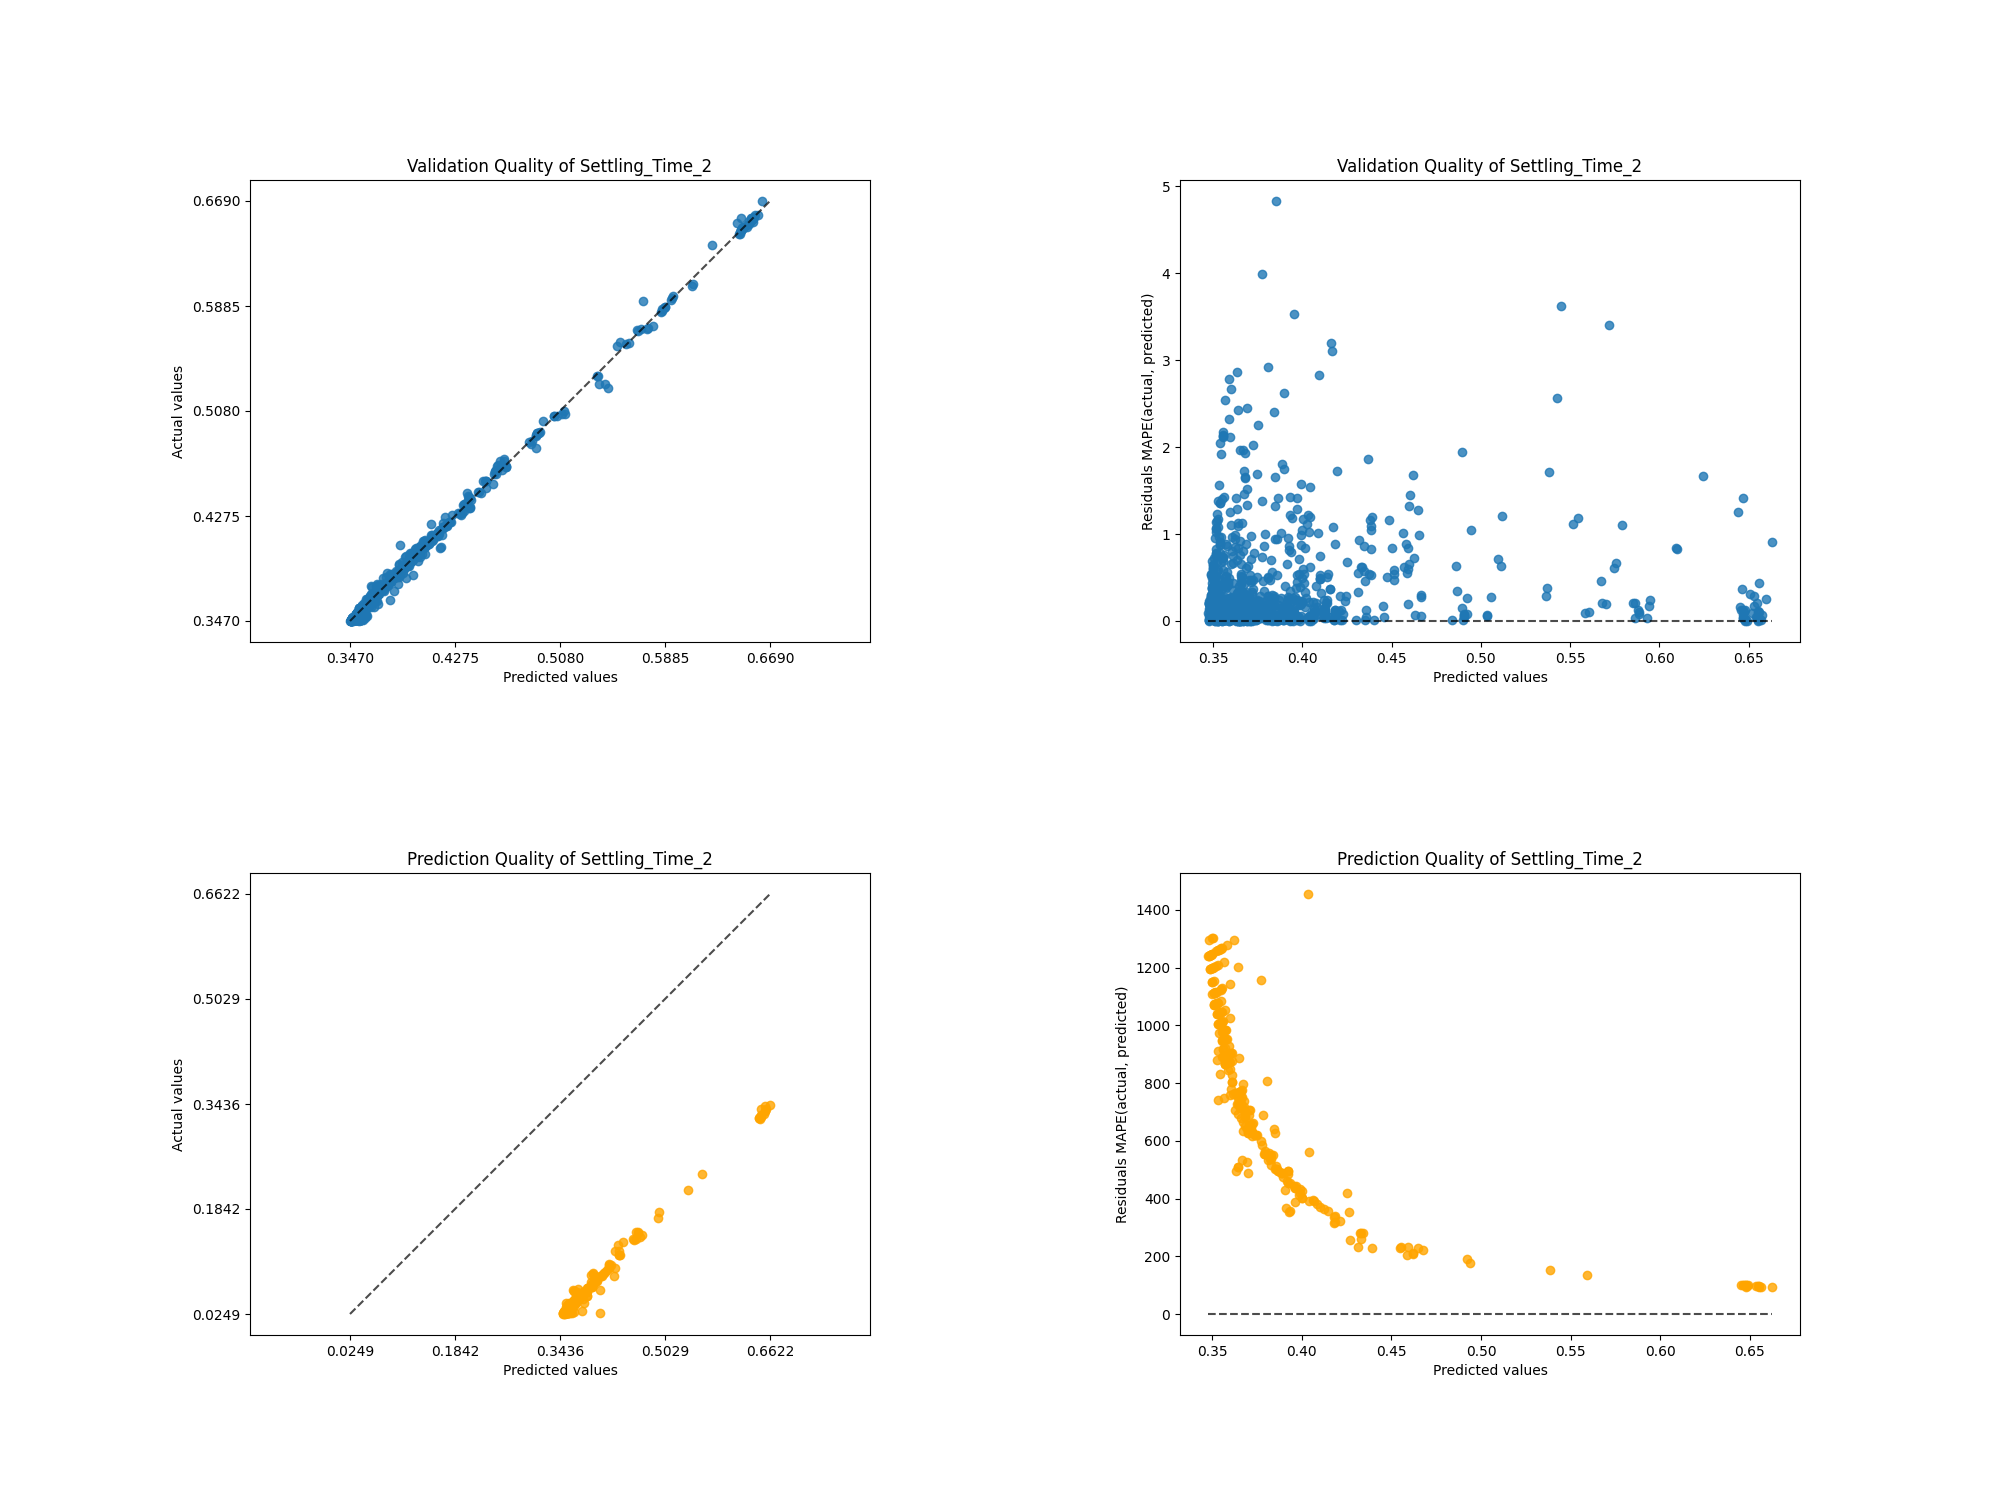 Validation Quality of Settling_Time_2
0.6690
0.5885
0.5080
0.4275
0.3470
Actual values
0.3470 0.4275 0.5080 0.5885 0.6690
Predicted values
Validation Quality of Settling_Time_2
5
4
3
2
1
0
Residuals MAPE(actual, predicted)
0.35 0.40 0.45 0.50 0.55 0.60 0.65
Predicted values
Prediction Quality of Settling_Time_2
0.6622
0.5029
0.3436
0.1842
0.0249
Actual values
0.0249 0.1842 0.3436 0.5029 0.6622
Predicted values
Prediction Quality of Settling_Time_2
1400
1200
1000
800
600
400
200
0
Residuals MAPE(actual, predicted)
0.35 0.40 0.45 0.50 0.55 0.60 0.65
Predicted values